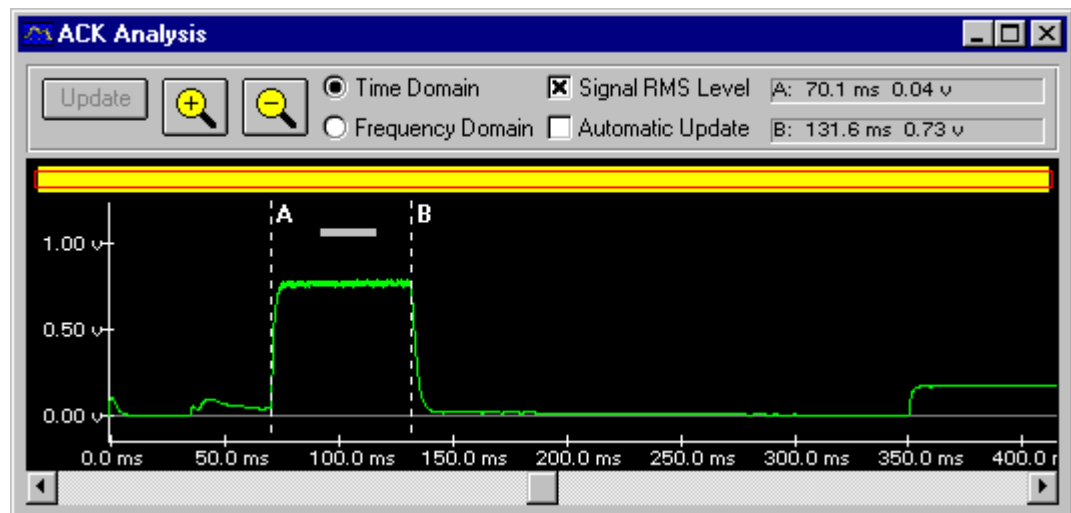 ACK Analysis
Update
Time Domain
Frequency Domain
Signal RMS Level
Automatic Update
A: 70.1 ms 0.04 v
B: 131.6 ms 0.73 v
A
B
1.00 v
0.50 v
0.00 v
0.0 ms 50.0 ms 100.0 ms 150.0 ms 200.0 ms 250.0 ms 300.0 ms 350.0 ms 400.0